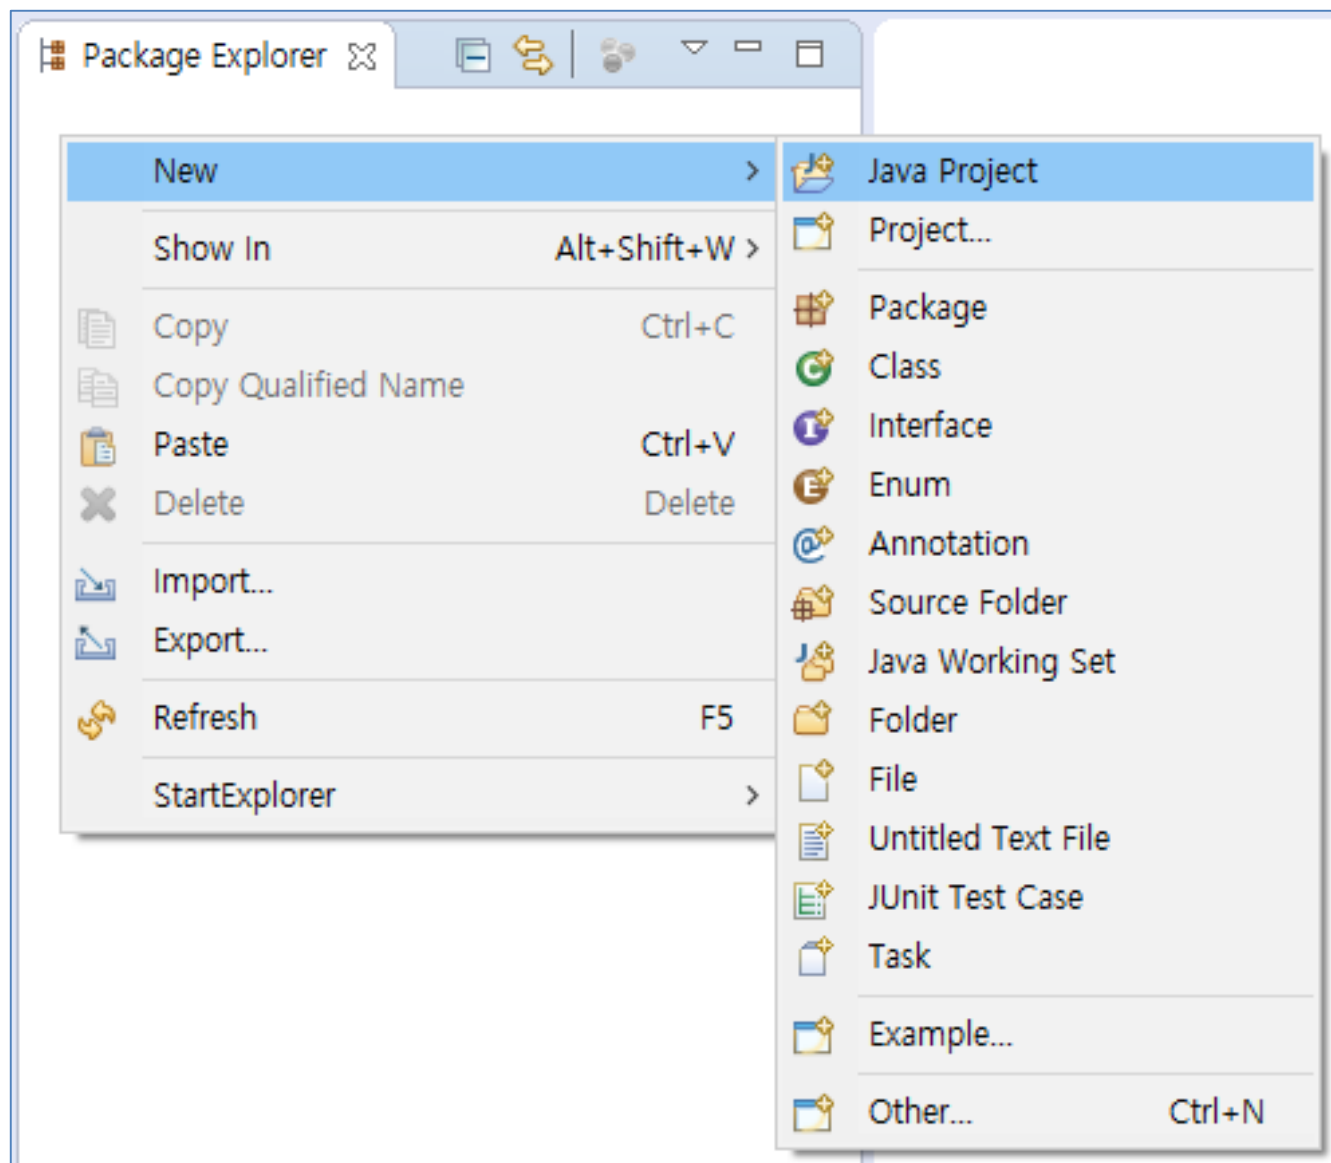 Package Explorer
New
Show In Alt+Shift+W
Copy Ctrl+C
Copy Qualified Name
Paste Ctrl+V
Delete Delete
Import...
Export...
Refresh F5
StartExplorer
Java Project
Project...
Package
Class
Interface
Enum
Annotation
Source Folder
Java Working Set
Folder
File
Untitled Text File
JUnit Test Case
Task
Example...
Other... Ctrl+N